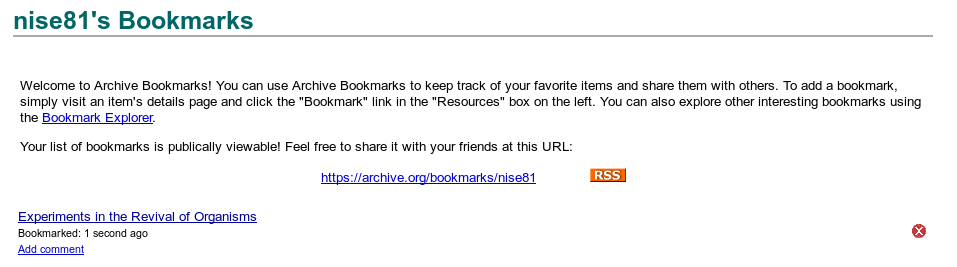 nise81's Bookmarks
Welcome to Archive Bookmarks! You can use Archive Bookmarks to keep track of your favorite items and share them with others. To add a bookmark,
simply visit an item's details page and click the "Bookmark" link in the "Resources" box on the left. You can also explore other interesting bookmarks using
the Bookmark Explorer.
Your list of bookmarks is publically viewable! Feel free to share it with your friends at this URL:
https://archive.org/bookmarks/nise81 RSS
Experiments in the Revival of Organisms
Bookmarked: 1 second ago
Add comment